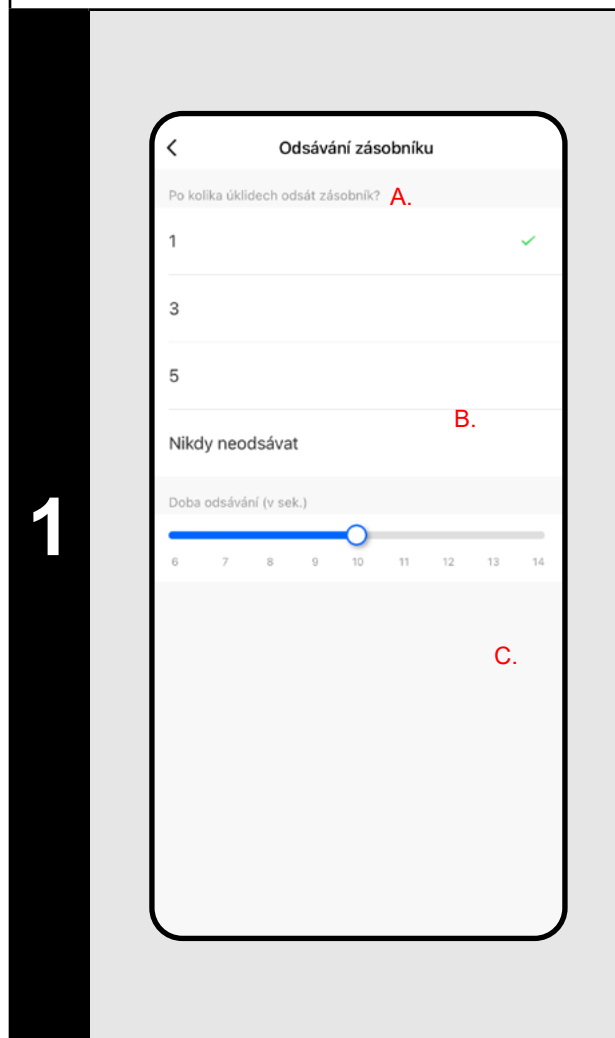 Odsávání zásobníku
Po kolika úklidech odsát zásobník? A.
1
3
5
B.
Nikdy neodsávat
1
Doba odsávání (v sek.)
6 7 8 9 10 11 12 13 14
C.